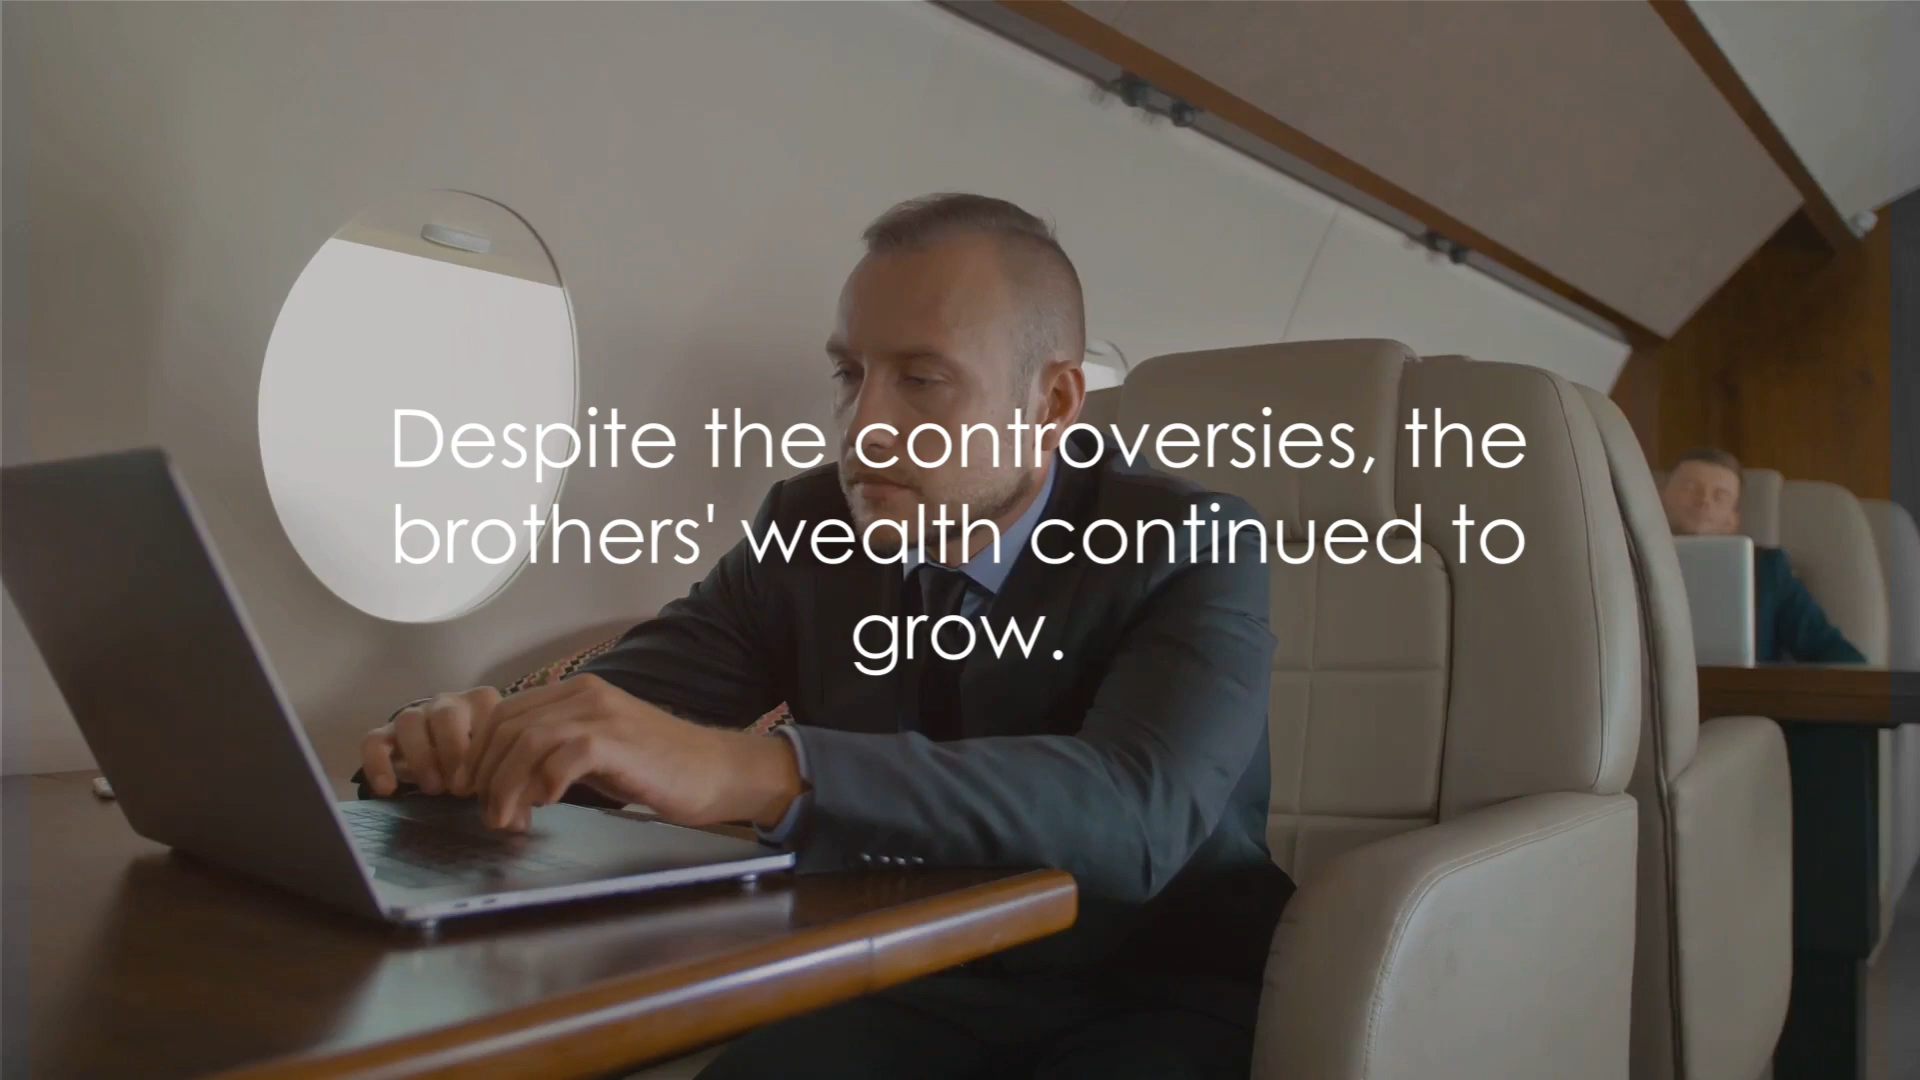 Despite the controversies, the
brothers' wealth continued to
grow.